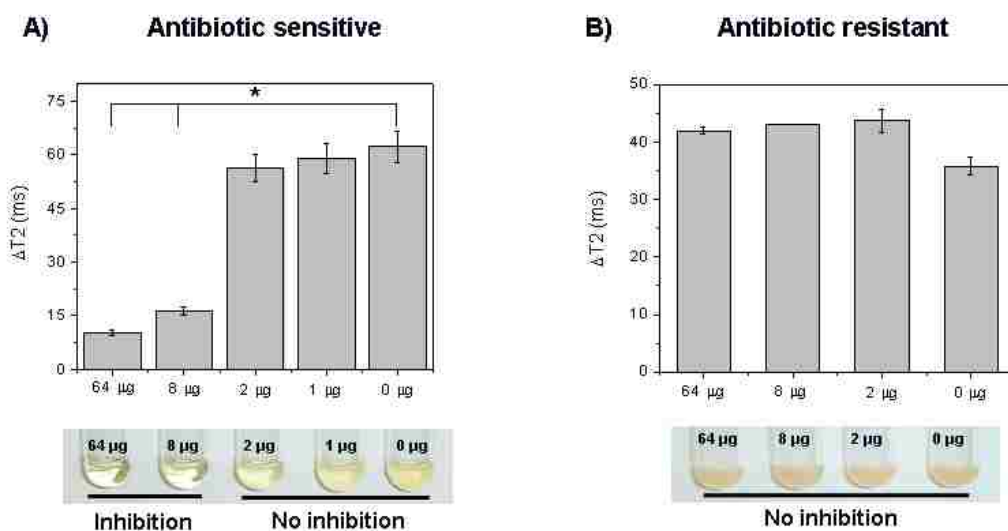 A) Antibiotic sensitive
*
75
60
45
30
15
0
ΔT2 (ms)
64 μg 8 μg 2 μg 1 μg 0 μg
64 μg 8 μg 2 μg 1 μg 0 μg
Inhibition No inhibition
B) Antibiotic resistant
50
40
30
20
10
0
ΔT2 (ms)
64 μg 8 μg 2 μg 0 μg
64 μg 8 μg 2 μg 0 μg
No inhibition